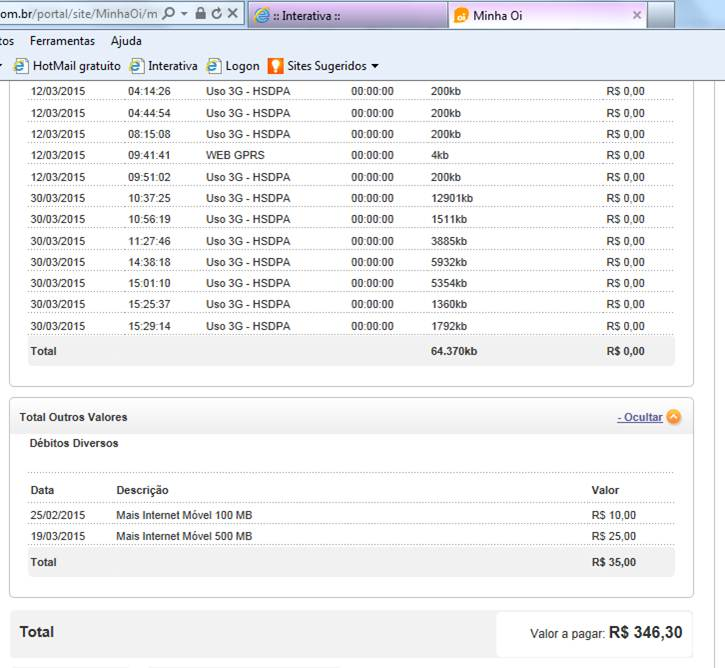 om.br/portal/site/MinhaOi/m
:: Interativa ::
Minha Oi
tos Ferramentas Ajuda
HotMail gratuito Interativa Logon Sites Sugeridos
12/03/2015 04:14:26 Uso 3G - HSDPA 00:00:00 200kb R$ 0,00
12/03/2015 04:44:54 Uso 3G - HSDPA 00:00:00 200kb R$ 0,00
12/03/2015 08:15:08 Uso 3G - HSDPA 00:00:00 200kb R$ 0,00
12/03/2015 09:41:41 WEB GPRS 00:00:00 4kb R$ 0,00
12/03/2015 09:51:02 Uso 3G - HSDPA 00:00:00 200kb R$ 0,00
30/03/2015 10:37:25 Uso 3G - HSDPA 00:00:00 12901kb R$ 0,00
30/03/2015 10:56:19 Uso 3G - HSDPA 00:00:00 1511kb R$ 0,00
30/03/2015 11:27:46 Uso 3G - HSDPA 00:00:00 3885kb R$ 0,00
30/03/2015 14:38:18 Uso 3G - HSDPA 00:00:00 5932kb R$ 0,00
30/03/2015 15:01:10 Uso 3G - HSDPA 00:00:00 5354kb R$ 0,00
30/03/2015 15:25:37 Uso 3G - HSDPA 00:00:00 1360kb R$ 0,00
30/03/2015 15:29:14 Uso 3G - HSDPA 00:00:00 1792kb R$ 0,00
Total 64.370kb R$ 0,00
Total Outros Valores - Ocultar
Débitos Diversos
Data Descrição Valor
25/02/2015 Mais Internet Móvel 100 MB R$ 10,00
19/03/2015 Mais Internet Móvel 500 MB R$ 25,00
Total R$ 35,00
Total Valor a pagar: R$ 346,30